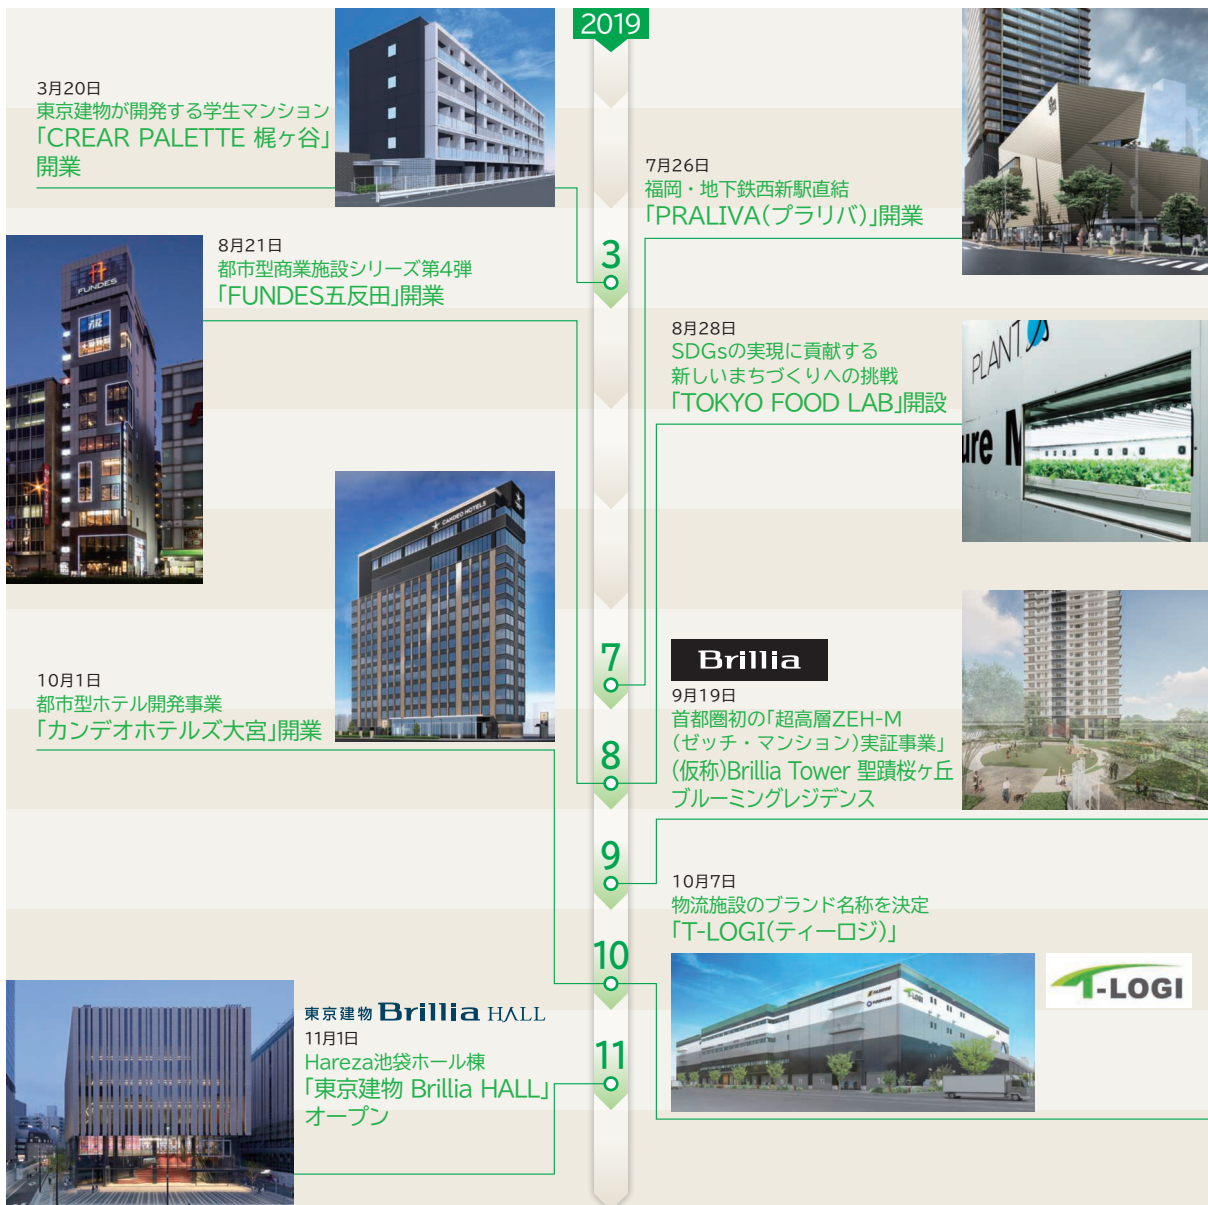 2019
3月20日
東京建物が開発する学生マンション
「CREAR PALETTE 梶ヶ谷」
開業
7月26日
福岡・地下鉄西新駅直結
「PRALIVA(プラリバ)」開業
3
8月21日
都市型商業施設シリーズ第4弾
「FUNDES五反田」開業
FUNDES
8月28日
SDGsの実現に貢献する
新しいまちづくりへの挑戦
「TOKYO FOOD LAB」開設
PLANT
ure M
CANDEO HOTELS
10月1日
都市型ホテル開発事業
「カンデオホテルズ大宮」開業
7
Brillia
9月19日
首都圏初の「超高層ZEH-M
(ゼッチ・マンション)実証事業」
(仮称)Brillia Tower 聖蹟桜ヶ丘
ブルーミングレジデンス
8
9
10月7日
物流施設のブランド名称を決定
「T-LOGI(ティーロジ)」
10
T-LOGI
T-LOGI
東京建物 Brillia HALL
11月1日
Hareza池袋ホール棟
「東京建物 Brillia HALL」
オープン
11